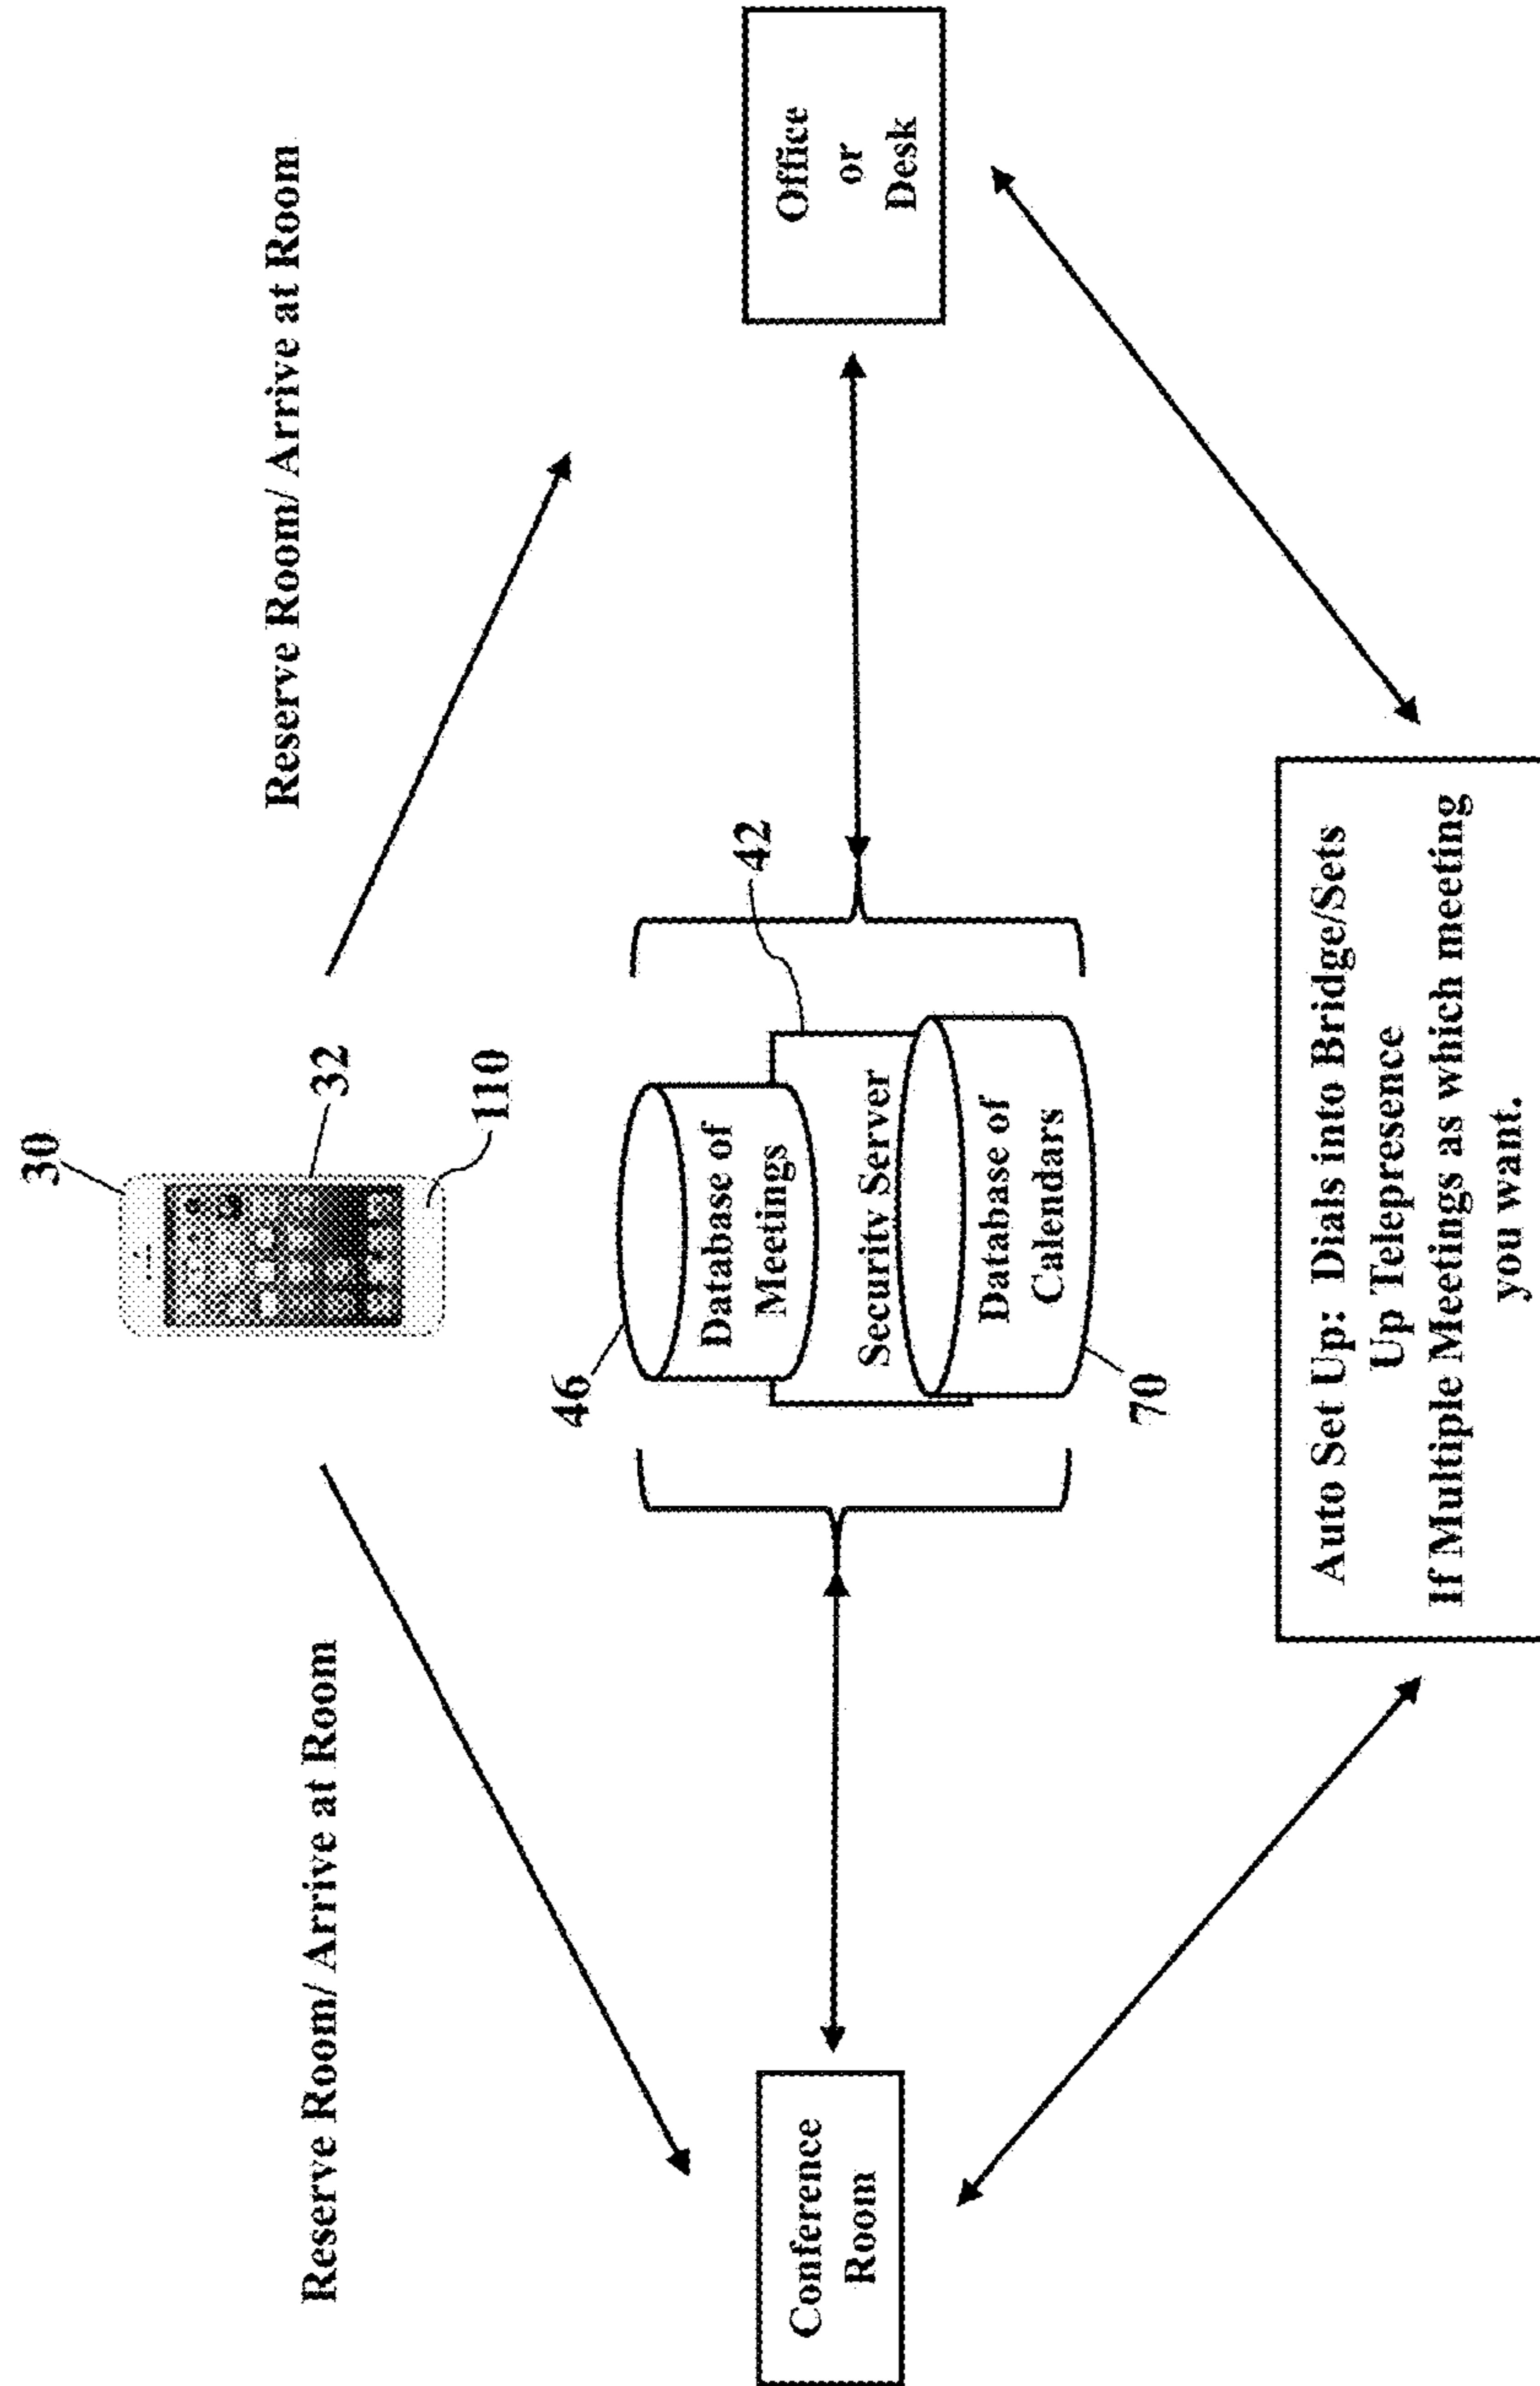 30
32
110
Reserve Room/ Arrive at Room
Reserve Room/ Arrive at Room
46
Database of
Meetings
42
Security Server
Database of
Calendars
70
Conference
Room
Office
or
Desk
Auto Set Up: Dials into Bridge/Sets
Up Telepresence
If Multiple Meetings as which meeting
you want.